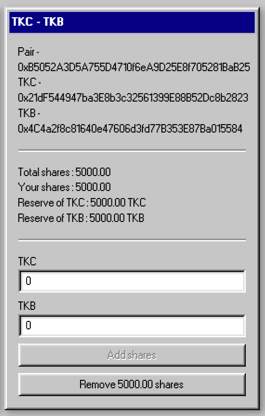 TKC - TKB
Pair -
0xB5052A3D5A755D4710f6eA9D25E8f705281BaB25
TKC -
0x21dF544947ba3E8b3c32561399E88B52Dc8b2823
TKB -
0x4C4a2f8c81640e47606d3fd77B353E87Ba015584
Total shares : 5000.00
Your shares : 5000.00
Reserve of TKC : 5000.00 TKC
Reserve of TKB : 5000.00 TKB
TKC
0
TKB
0
Add shares
Remove 5000.00 shares